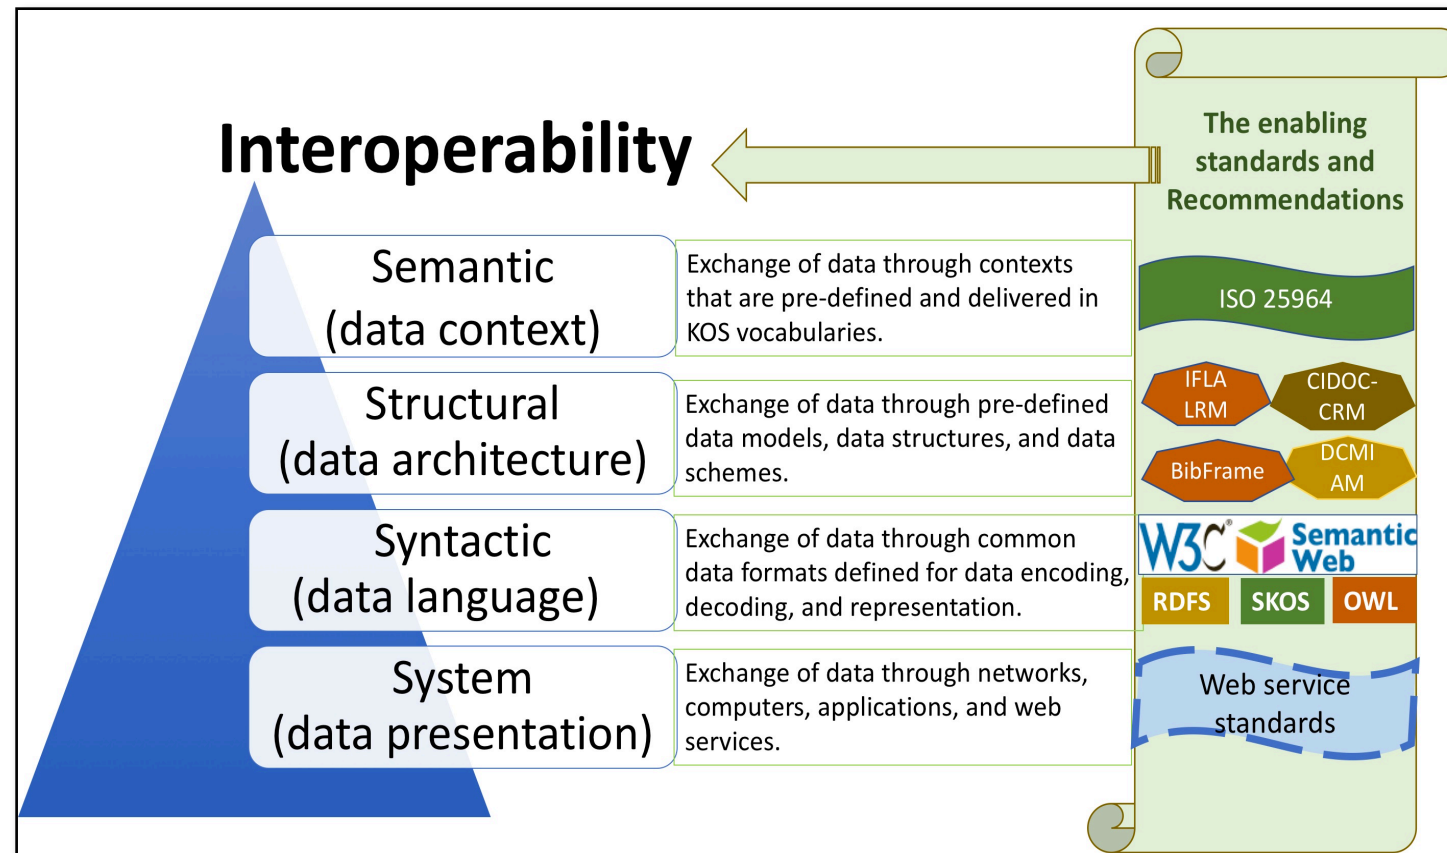 Interoperability
The enabling
standards and
Recommendations
Semantic
(data context)
Exchange of data through contexts
that are pre-defined and delivered in
KOS vocabularies.
ISO 25964
Structural
(data architecture)
Exchange of data through pre-defined
data models, data structures, and data
schemes.
IFLA
LRM
CIDOC-
CRM
BibFrame
DCMI
AM
Syntactic
(data language)
Exchange of data through common
data formats defined for data encoding,
decoding, and representation.
W3C®
Semantic
Web
RDFS
SKOS
OWL
System
(data presentation)
Exchange of data through networks,
computers, applications, and web
services.
Web service
standards